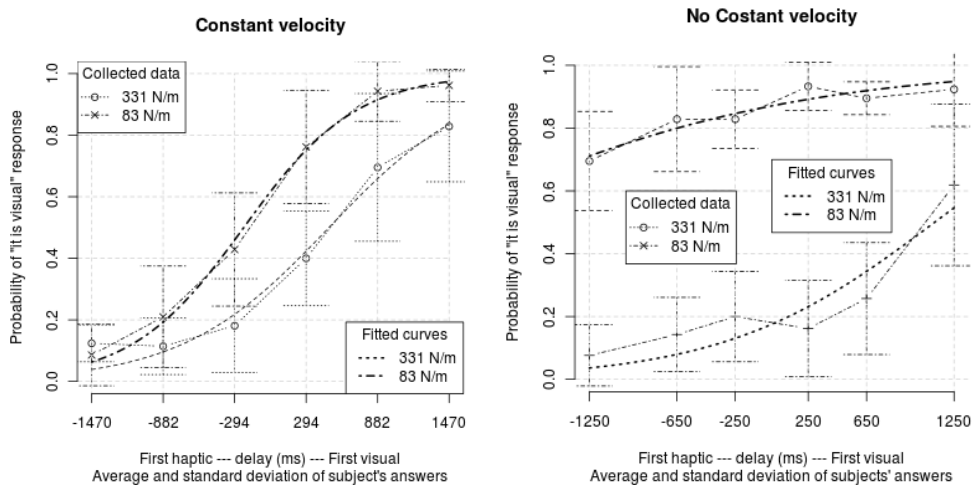 Constant velocity
Probability of "it is visual" response
0.0
0.2
0.4
0.6
0.8
1.0
Collected data
331 N/m
83 N/m
Fitted curves
331 N/m
83 N/m
-1470
-882
-294
294
882
1470
First haptic --- delay (ms) --- First visual
Average and standard deviation of subject's answers
No Costant velocity
Probability of "it is visual" response
0.0
0.2
0.4
0.6
0.8
1.0
Fitted curves
331 N/m
83 N/m
Collected data
331 N/m
83 N/m
-1250
-650
-250
250
650
1250
First haptic --- delay (ms) --- First visual
Average and standard deviation of subjects' answers